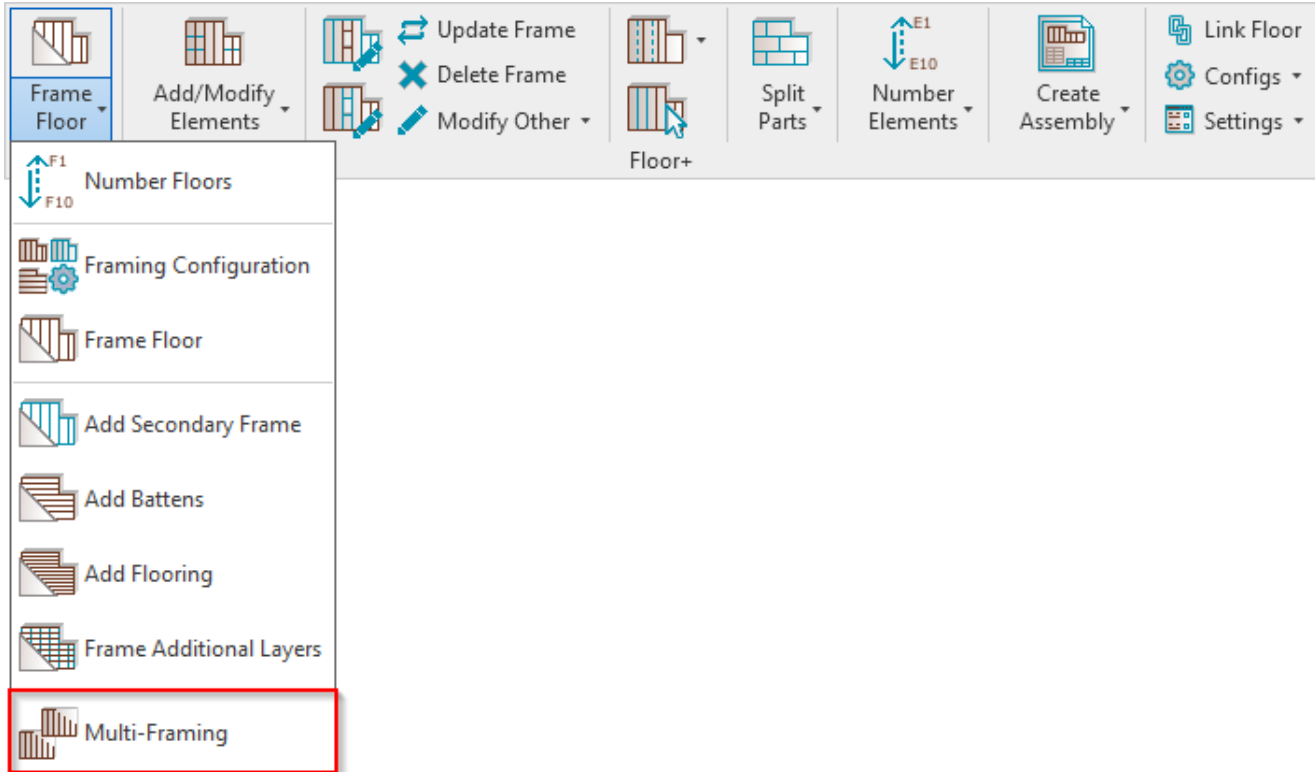 Frame
Floor
Add/Modify
Elements
Update Frame
Delete Frame
Modify Other
Split
Parts
E1
E10
Number
Elements
Create
Assembly
Link Floor
Configs
Settings
Floor+
F1
F10
Number Floors
Framing Configuration
Frame Floor
Add Secondary Frame
Add Battens
Add Flooring
Frame Additional Layers
Multi-Framing